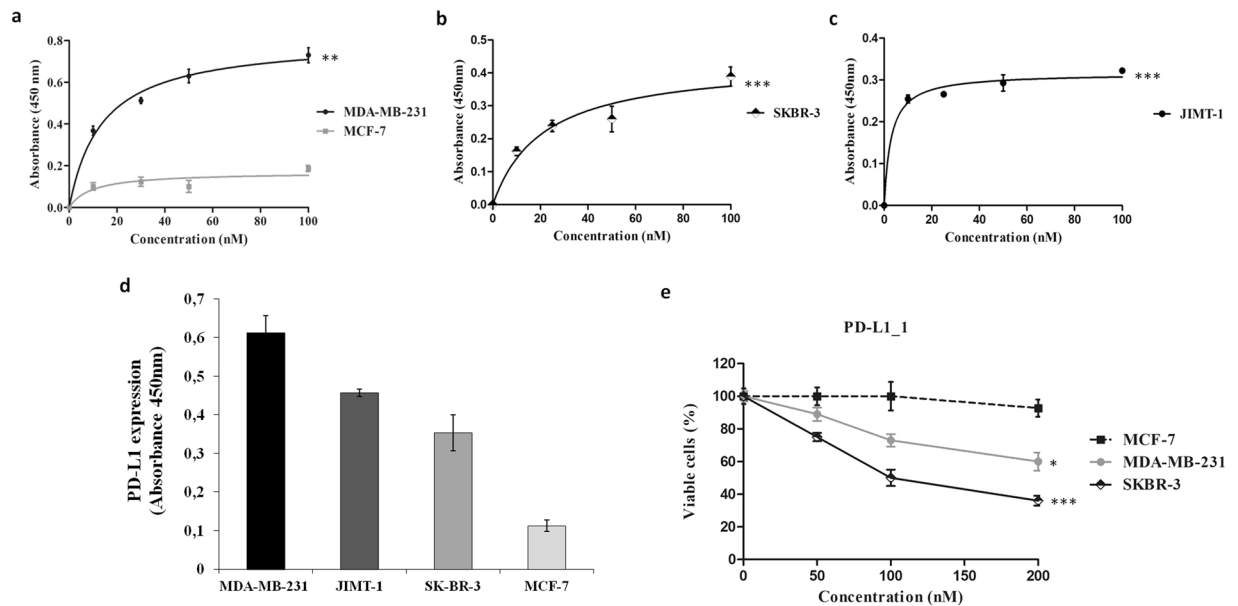 a
0.8
0.6
0.4
0.2
0.0
0 20 40 60 80 100
Absorbance (450 nm)
Concentration (nM)
**
MDA-MB-231
MCF-7
b
0.5
0.4
0.3
0.2
0.1
0.0
0 20 40 60 80 100
Absorbance (450nm)
Concentration (nM)
***
SKBR-3
c
0.4
0.3
0.2
0.1
0.0
0 20 40 60 80 100
Absorbance (450nm)
Concentration (nM)
***
JIMT-1
d
0,7
0,6
0,5
0,4
0,3
0,2
0,1
0
PD-L1 expression
(Absorbance 450nm)
MDA-MB-231 JIMT-1 SK-BR-3 MCF-7
e
PD-L1_1
120
100
80
60
40
20
0
0 50 100 150 200
Viable cells (%)
Concentration (nM)
*
***
MCF-7
MDA-MB-231
SKBR-3